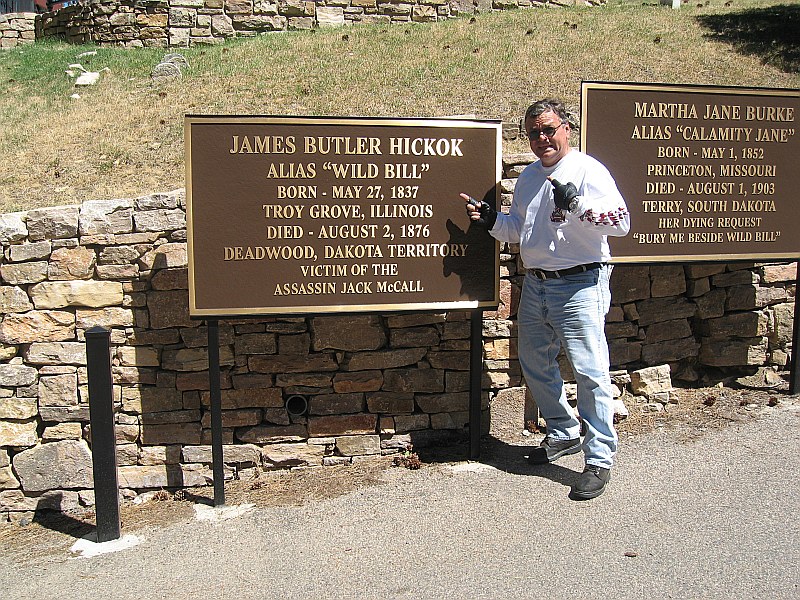 JAMES BUTLER HICKOK
ALIAS "WILD BILL"
BORN - MAY 27, 1837
TROY GROVE, ILLINOIS
DIED - AUGUST 2, 1876
DEADWOOD, DAKOTA TERRITORY
VICTIM OF THE
ASSASSIN JACK McCALL
MARTHA JANE BURKE
ALIAS "CALAMITY JANE"
BORN - MAY 1, 1852
PRINCETON, MISSOURI
DIED - AUGUST 1, 1903
TERRY, SOUTH DAKOTA
HER DYING REQUEST
"BURY ME BESIDE WILD BILL"